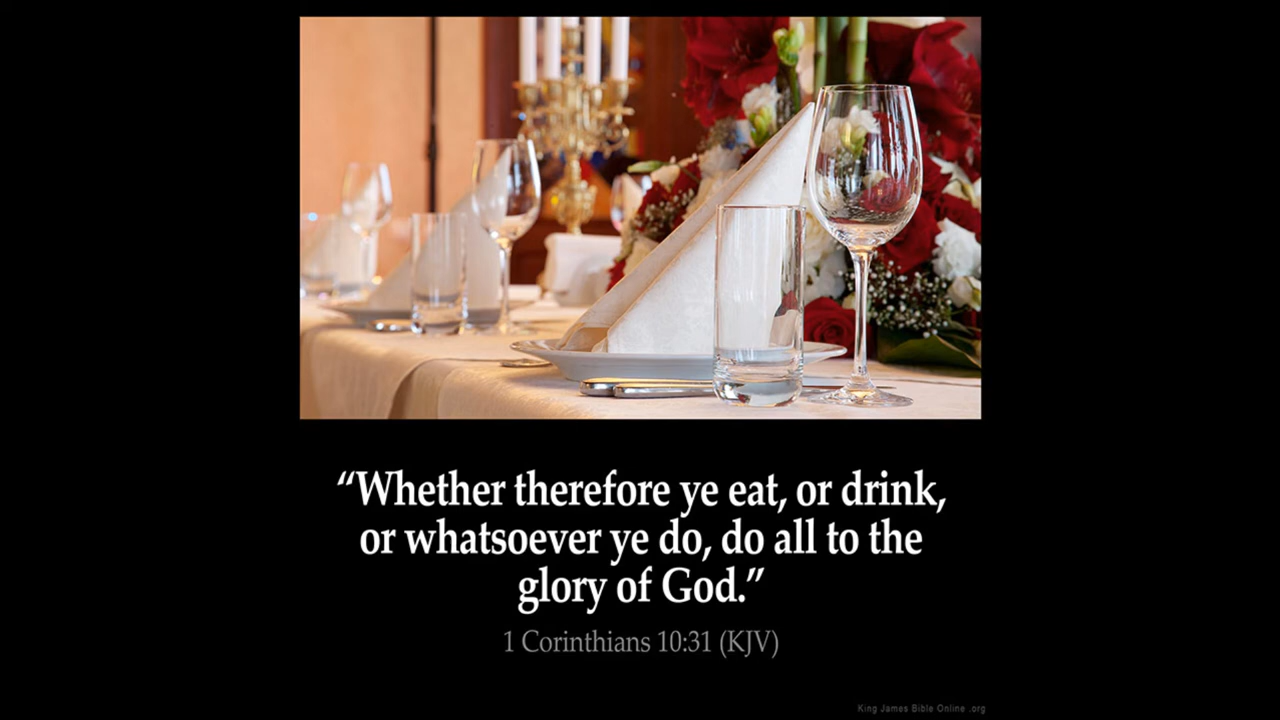 “Whether therefore ye eat, or drink,
or whatsoever ye do, do all to the
glory of God.”
1 Corinthians 10:31 (KJV)
King James Bible Online .org